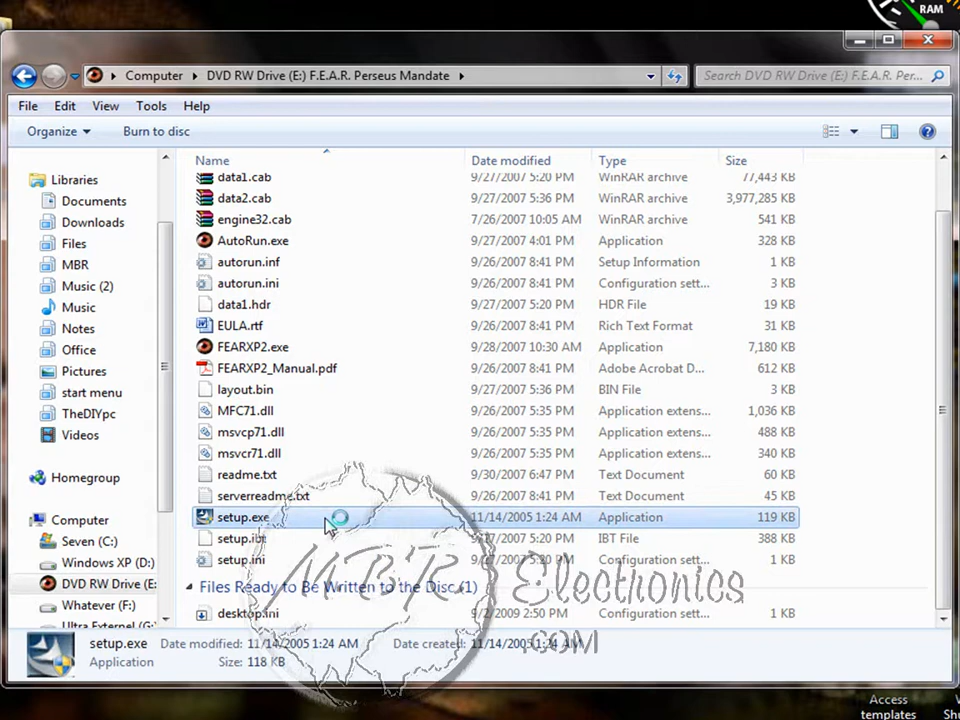 RAM
Computer DVD RW Drive (E:) F.E.A.R. Perseus Mandate
Search DVD RW Drive (E:) F.E.A.R. Per...
File Edit View Tools Help
Organize Burn to disc
Name Date modified Type Size
Libraries
Documents
Downloads
Files
MBR
Music (2)
Music
Notes
Office
Pictures
start menu
TheDIYpc
Videos
Homegroup
Computer
Seven (C:)
Windows XP (D:)
DVD RW Drive (E:
Whatever (F:)
Ultra External (G:)
data1.cab 9/27/2007 5:20 PM WinRAR archive 77,443 KB
data2.cab 9/27/2007 5:36 PM WinRAR archive 3,977,285 KB
engine32.cab 7/26/2007 10:05 AM WinRAR archive 541 KB
AutoRun.exe 9/27/2007 4:01 PM Application 328 KB
autorun.inf 9/26/2007 8:41 PM Setup Information 1 KB
autorun.ini 9/26/2007 8:41 PM Configuration sett... 3 KB
data1.hdr 9/27/2007 5:20 PM HDR File 19 KB
EULA.rtf 9/26/2007 8:41 PM Rich Text Format 31 KB
FEARXP2.exe 9/28/2007 10:30 AM Application 7,180 KB
FEARXP2_Manual.pdf 9/26/2007 8:41 PM Adobe Acrobat D... 612 KB
layout.bin 9/27/2007 5:36 PM BIN File 3 KB
MFC71.dll 9/26/2007 5:35 PM Application extens... 1,036 KB
msvcp71.dll 9/26/2007 5:35 PM Application extens... 488 KB
msvcr71.dll 9/26/2007 5:35 PM Application extens... 340 KB
readme.txt 9/30/2007 6:47 PM Text Document 60 KB
serverreadme.txt 9/26/2007 5:35 PM Text Document 45 KB
setup.exe 11/14/2005 1:24 AM Application 119 KB
setup.ibt 9/27/2007 5:20 PM IBT File 388 KB
setup.ini 9/27/2007 5:20 PM Configuration sett... 1 KB
Files Ready to Be Written to the Disc (1)
desktop.ini 9/2/2009 2:50 PM Configuration sett... 1 KB
MBR Electronics
.COM
setup.exe Date modified: 11/14/2005 1:24 AM Date created: 11/14/2005 1:24 AM
Application Size: 118 KB
Access
templates